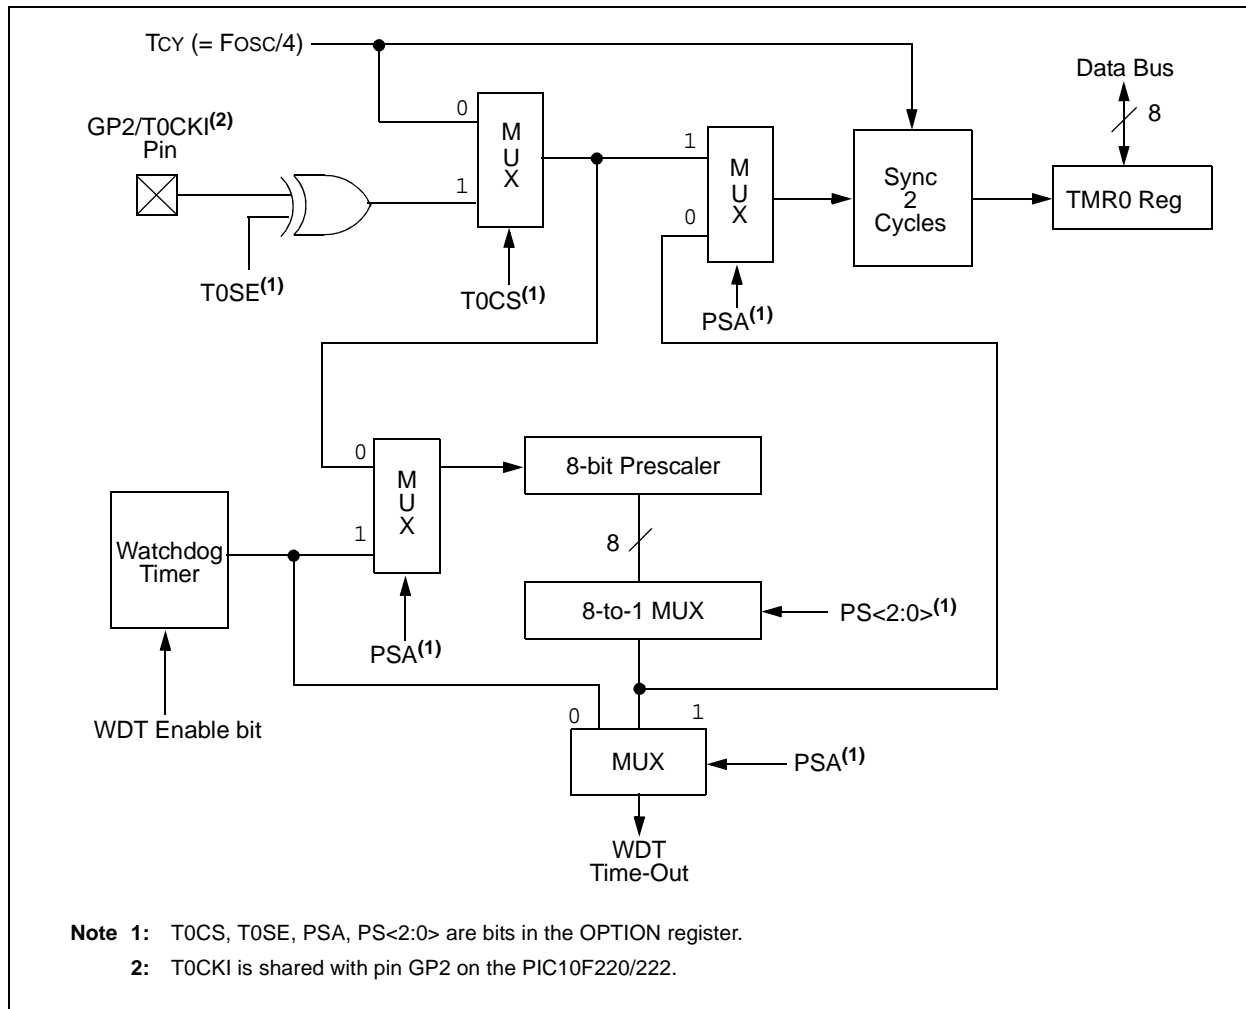 TCY (= FOSC/4)
Data Bus
8
GP2/T0CKI(2)
Pin
0
1
M
U
X
T0SE(1)
T0CS(1)
1
0
M
U
X
PSA(1)
Sync
2
Cycles
TMR0 Reg
0
1
M
U
X
PSA(1)
8-bit Prescaler
8
8-to-1 MUX
PS<2:0>(1)
Watchdog
Timer
WDT Enable bit
0
1
MUX
PSA(1)
WDT
Time-Out
Note 1: T0CS, T0SE, PSA, PS<2:0> are bits in the OPTION register.
2: T0CKI is shared with pin GP2 on the PIC10F220/222.